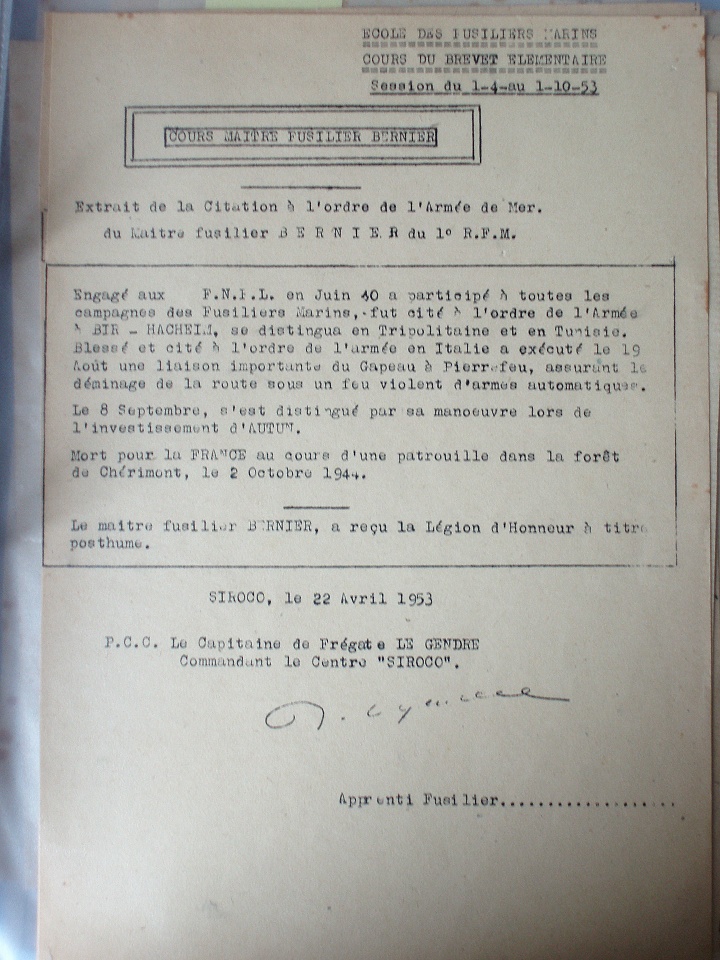 ECOLE DES FUSILIERS MARINS
COURS DU BREVET ELEMENTAIRE
Session du 1-4-au 1-10-53
COURS MAITRE FUSILIER BERNIER
Extrait de la Citation à l'ordre de l'Armée de Mer.
du Maitre fusilier B E R N I E R du 1º R.F.M.
Engagé aux F.N.F.L. en Juin 40 a participé à toutes les
campagnes des Fusiliers Marins,-fut cité à l'ordre de l'Armée
à BIR - HACHEIM, se distingua en Tripolitaine et en Tunisie.
Blessé et cité à l'ordre de l'armée en Italie a exécuté le 19
Août une liaison importante du Gapeau à Pierrefeu, assurant le
déminage de la route sous un feu violent d'armes automatiques.
Le 8 Septembre, s'est distingué par sa manoeuvre lors de
l'investissement d'AUTUN.
Mort pour la FRANCE au cours d'une patrouille dans la forêt
de Chérimont, le 2 Octobre 1944.
Le maitre fusilier BERNIER, a reçu la Légion d'Honneur à titre
posthume.
SIROCO, le 22 Avril 1953
P.C.C. Le Capitaine de Frégate LE GENDRE
Commandant le Centre "SIROCO".
Apprenti Fusilier....................